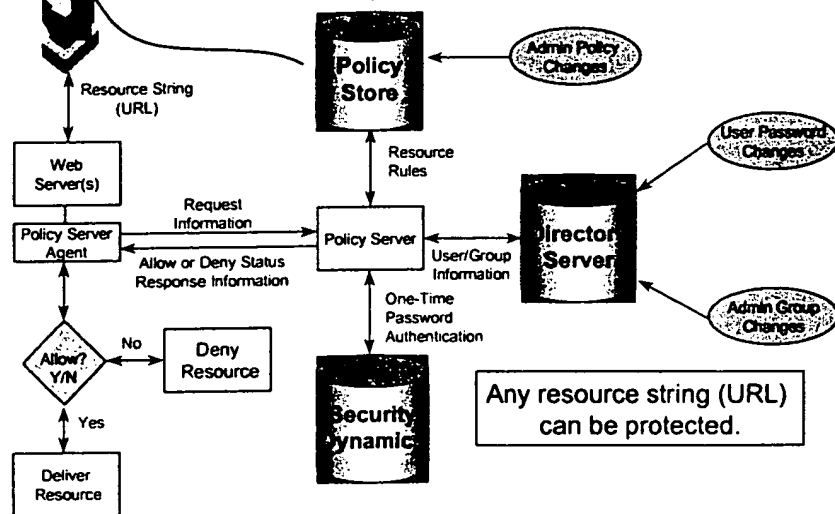 Policy
Store
Admin Policy
Changes
Resource String
(URL)
User Password
Changes
Web
Server(s)
Resource
Rules
Request
Information
Policy Server
Agent
Policy Server
Director
Server
Allow or Deny Status
Response Information
User/Group
Information
One-Time
Password
Authentication
Admin Group
Changes
Allow?
Y/N
No
Deny
Resource
Yes
Security
Dynamic
Any resource string (URL)
can be protected.
Deliver
Resource